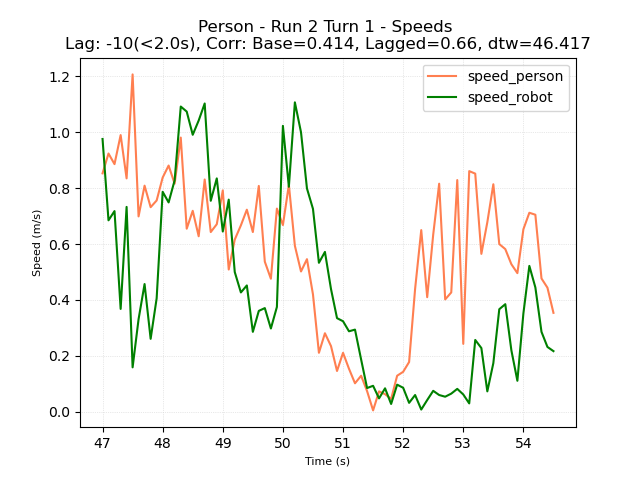 Person - Run 2 Turn 1 - Speeds
Lag: -10(<2.0s), Corr: Base=0.414, Lagged=0.66, dtw=46.417
speed_person
speed_robot
1.2
1.0
0.8
0.6
0.4
0.2
0.0
Speed (m/s)
47 48 49 50 51 52 53 54
Time (s)